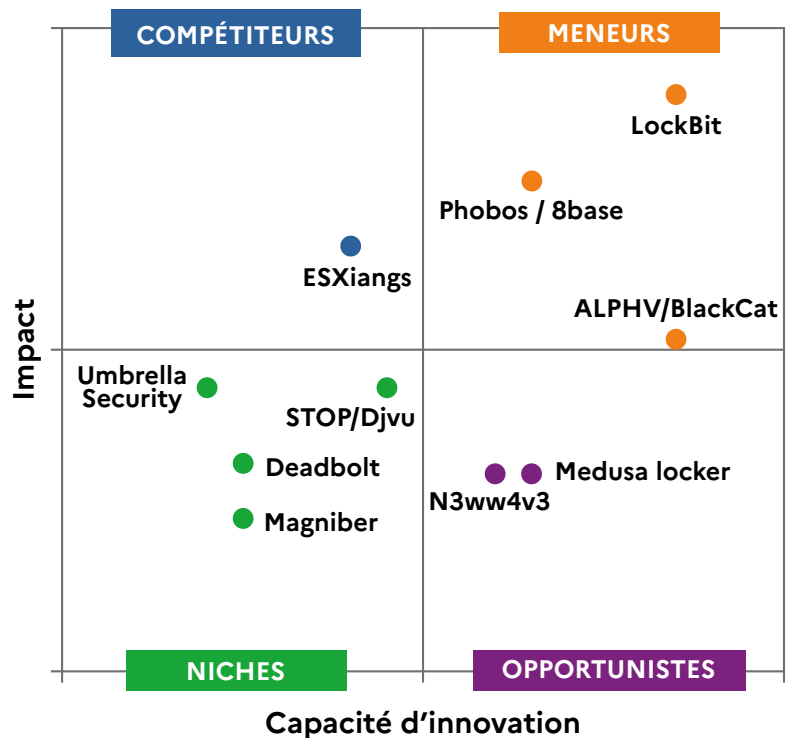 COMPÉTITEURS
MENEURS
LockBit
Phobos / 8base
ESXiangs
ALPHV/BlackCat
Impact
Umbrella
Security
STOP/Djvu
Deadbolt
Medusa locker
N3ww4v3
Magniber
NICHES
OPPORTUNISTES
Capacité d’innovation